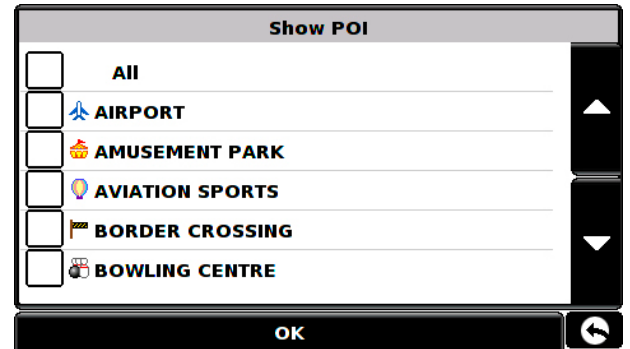 Show POI
All
AIRPORT
AMUSEMENT PARK
AVIATION SPORTS
BORDER CROSSING
BOWLING CENTRE
OK